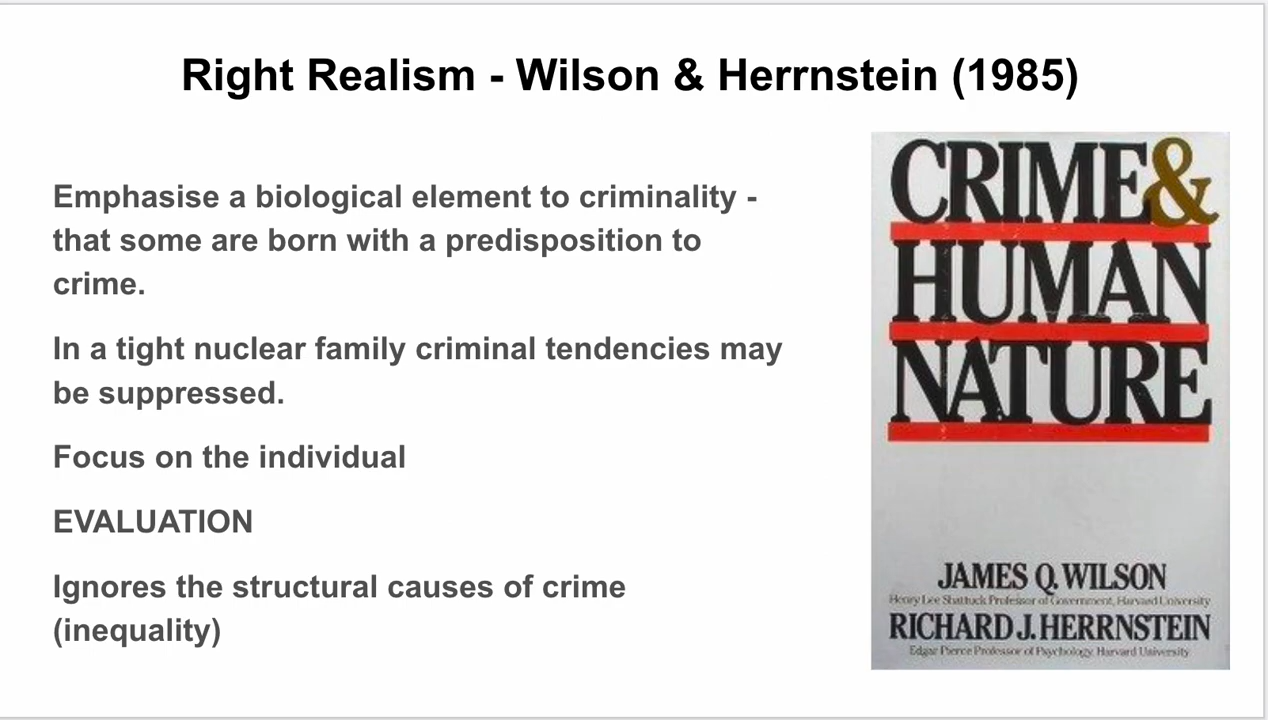 Right Realism - Wilson & Herrnstein (1985)
Emphasise a biological element to criminality -
that some are born with a predisposition to
crime.
In a tight nuclear family criminal tendencies may
be suppressed.
Focus on the individual
EVALUATION
Ignores the structural causes of crime
(inequality)
CRIME &
HUMAN
NATURE
JAMES Q. WILSON
Henry Lee Shattuck Professor of Government, Harvard University
RICHARD J. HERRNSTEIN
Edgar Pierce Professor of Psychology, Harvard University